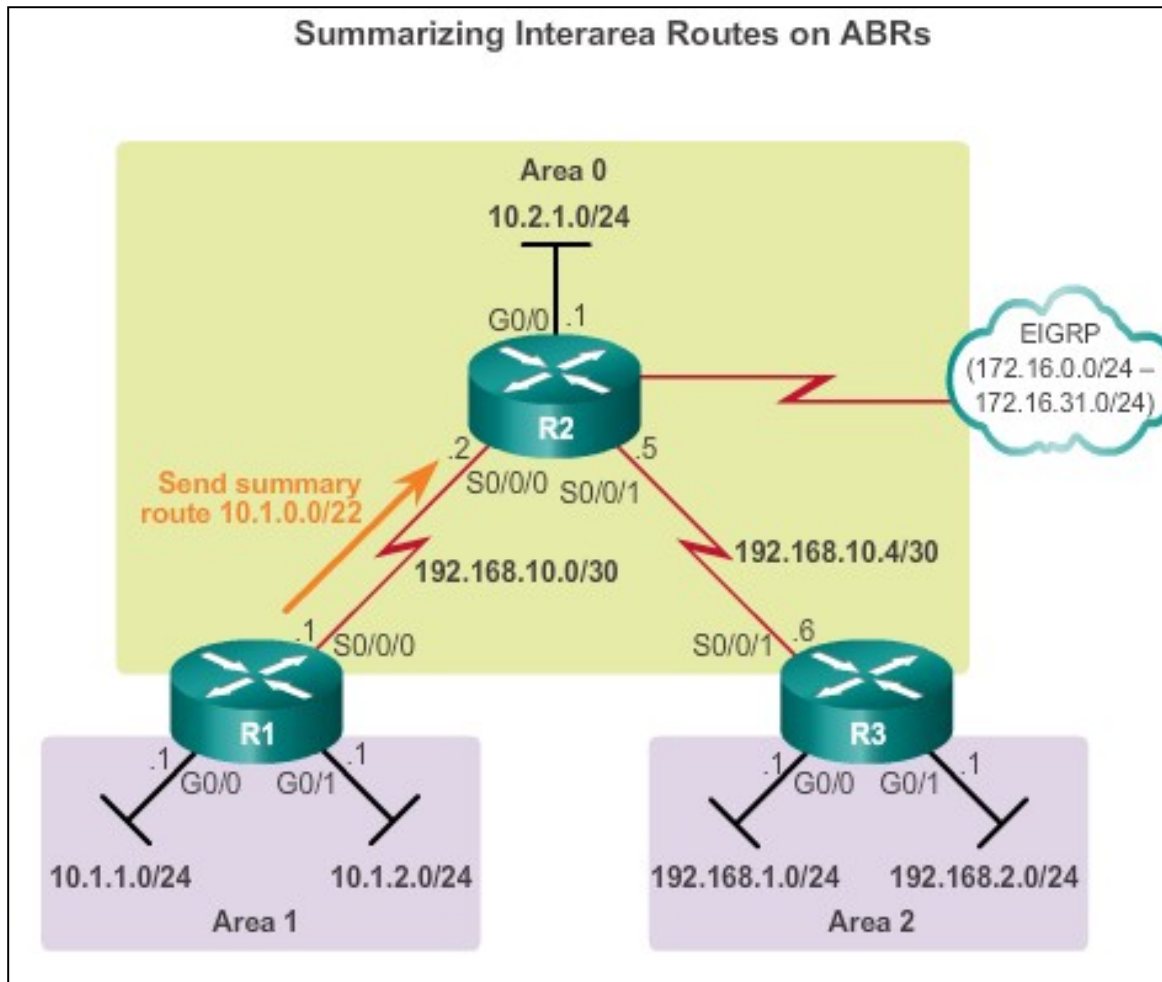 Summarizing Interarea Routes on ABRs
Area 0
10.2.1.0/24
G0/0
.1
EIGRP
(172.16.0.0/24 –
172.16.31.0/24)
R2
.2
.5
S0/0/0
S0/0/1
Send summary
route 10.1.0.0/22
192.168.10.0/30
192.168.10.4/30
.1
S0/0/0
S0/0/1
.6
R1
R3
.1
G0/0
G0/1
.1
.1
G0/0
G0/1
.1
10.1.1.0/24
10.1.2.0/24
192.168.1.0/24
192.168.2.0/24
Area 1
Area 2